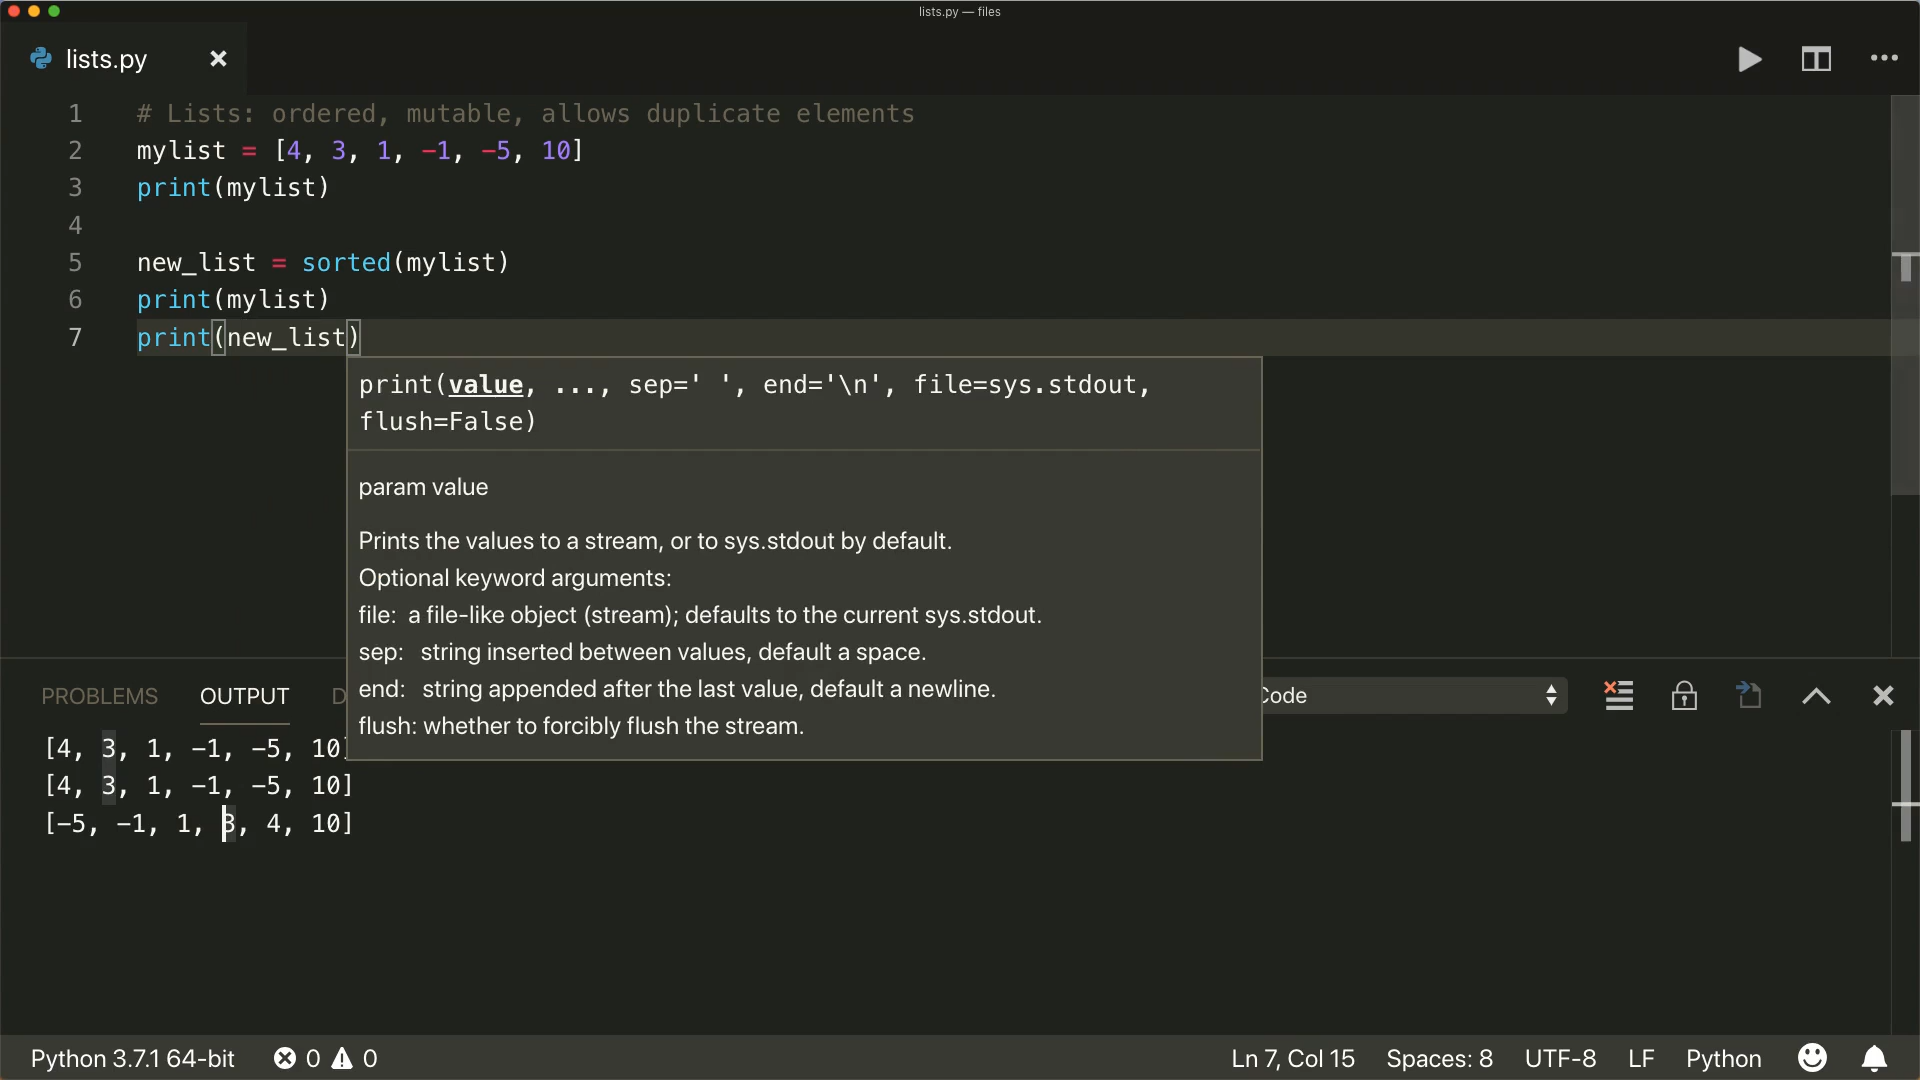 lists.py — files
lists.py
1 # Lists: ordered, mutable, allows duplicate elements
2 mylist = [4, 3, 1, -1, -5, 10]
3 print(mylist)
4
5 new_list = sorted(mylist)
6 print(mylist)
7 print(new_list)
print(value, ..., sep=' ', end='\n', file=sys.stdout,
flush=False)
param value
Prints the values to a stream, or to sys.stdout by default.
Optional keyword arguments:
file: a file-like object (stream); defaults to the current sys.stdout.
sep: string inserted between values, default a space.
end: string appended after the last value, default a newline.
flush: whether to forcibly flush the stream.
PROBLEMS OUTPUT D Code
[4, 3, 1, -1, -5, 10]
[4, 3, 1, -1, -5, 10]
[-5, -1, 1, 3, 4, 10]
Python 3.7.1 64-bit 0 0 Ln 7, Col 15 Spaces: 8 UTF-8 LF Python